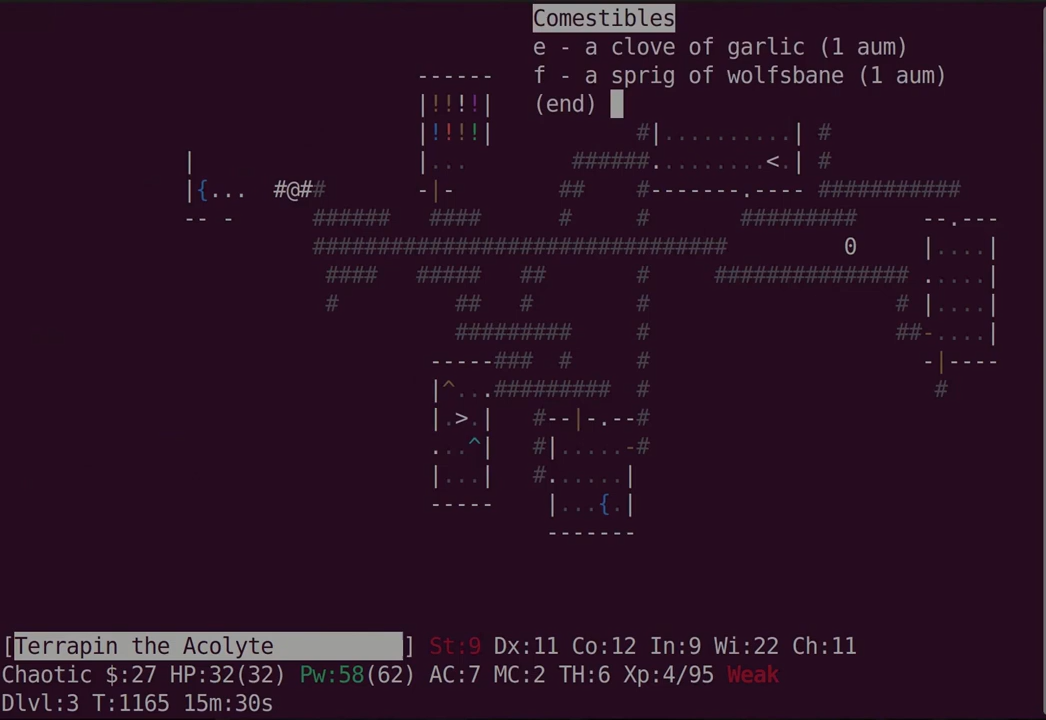 Comestibles
e - a clove of garlic (1 aum)
f - a sprig of wolfsbane (1 aum)
(end)
------
|!!!!|
|!!!!| #|..........| #
| |... ######.........<.| #
|{... #@## -|- ## #-------.---- ###########
-- - ###### #### # # ######### --.---
################################# 0 |....|
#### ##### ## # ############### .....|
# ## # # # |....|
######### # ##-....|
-----### # # -|----
|^...######### # #
|.>.| #--|-.--#
...^| #|.....-#
|...| #......|
----- |...{.|
-------
[Terrapin the Acolyte ] St:9 Dx:11 Co:12 In:9 Wi:22 Ch:11
Chaotic $:27 HP:32(32) Pw:58(62) AC:7 MC:2 TH:6 Xp:4/95 Weak
Dlvl:3 T:1165 15m:30s